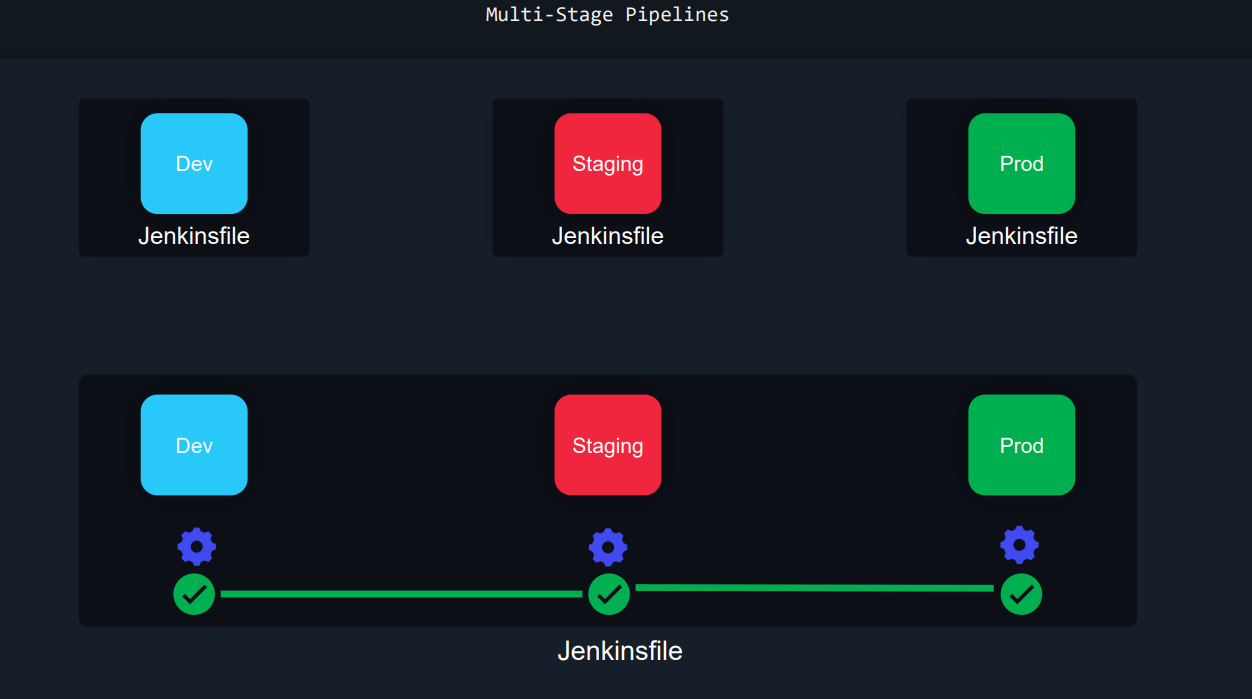 Multi-Stage Pipelines
Dev
Staging
Prod
Jenkinsfile
Jenkinsfile
Jenkinsfile
Dev
Staging
Prod
Jenkinsfile